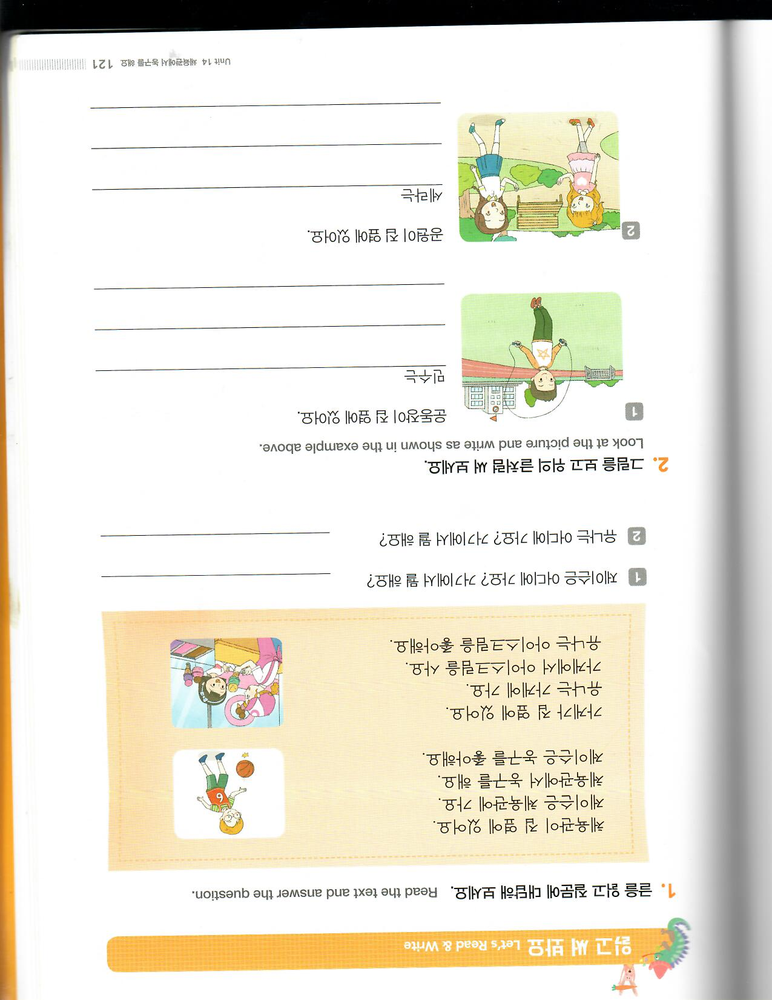 읽고 써 봐요 Let's Read & Write
1. 글을 읽고 질문에 대답해 보세요. Read the text and answer the question.
체육관이 집 옆에 있어요.
제이슨은 체육관에 가요.
체육관에서 농구를 해요.
제이슨은 농구를 좋아해요.
6
가게가 집 옆에 있어요.
유나는 가게에 가요.
가게에서 아이스크림을 사요.
유나는 아이스크림을 좋아해요.
1 제이슨은 어디에 가요? 거기에서 뭘 해요?
2 유나는 어디에 가요? 거기에서 뭘 해요?
2. 그림을 보고 위의 글처럼 써 보세요.
Look at the picture and write as shown in the example above.
1
운동장이 집 옆에 있어요.
민수는
2
공원이 집 옆에 있어요.
세라는
Unit 14 체육관에서 농구를 해요 121